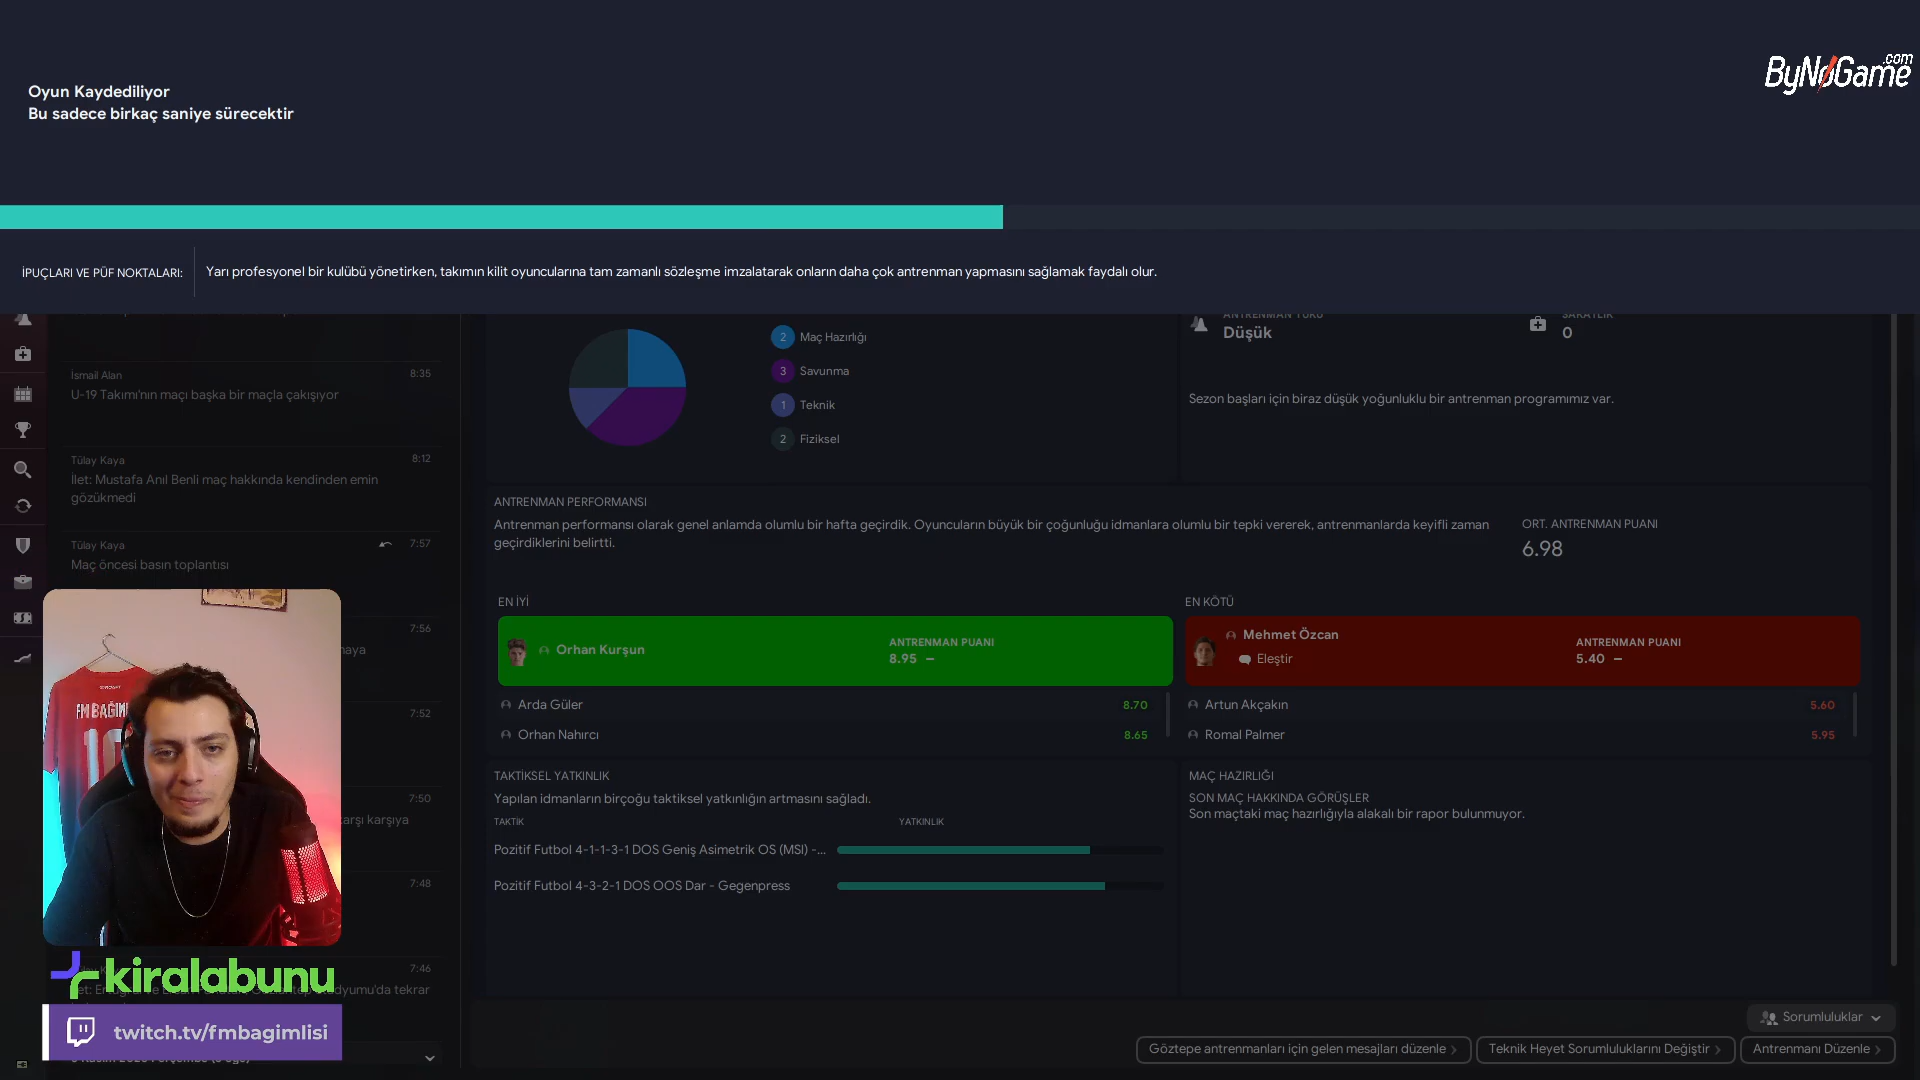 ByNoGame.com
Oyun Kaydediliyor
Bu sadece birkaç saniye sürecektir
İPUÇLARI VE PÜF NOKTALARI:
Yarı profesyonel bir kulübü yönetirken, takımın kilit oyuncularına tam zamanlı sözleşme imzalatarak onların daha çok antrenman yapmasını sağlamak faydalı olur.
İsmail Alan
8:35
U-19 Takımı'nın maçı başka bir maçla çakışıyor
Tülay Kaya
8:12
İlet: Mustafa Anıl Benli maç hakkında kendinden emin
gözükmedi
Tülay Kaya
7:57
Maç öncesi basın toplantısı
7:56
7:52
7:50
karşı karşıya
7:48
7:46
FM BAĞIM
10
kiralabunu
twitch.tv/fmbagimlisi
2 Maç Hazırlığı
3 Savunma
1 Teknik
2 Fiziksel
ANTRENMAN YÜKÜ
Düşük
SAKATLIK
0
Sezon başları için biraz düşük yoğunluklu bir antrenman programımız var.
ANTRENMAN PERFORMANSI
Antrenman performansı olarak genel anlamda olumlu bir hafta geçirdik. Oyuncuların büyük bir çoğunluğu idmanlara olumlu bir tepki vererek, antrenmanlarda keyifli zaman
geçirdiklerini belirtti.
ORT. ANTRENMAN PUANI
6.98
EN İYİ
Orhan Kurşun
ANTRENMAN PUANI
8.95 –
Arda Güler
8.70
Orhan Nahırcı
8.65
EN KÖTÜ
Mehmet Özcan
Eleştir
ANTRENMAN PUANI
5.40 –
Artun Akçakın
5.60
Romal Palmer
5.95
TAKTİKSEL YATKINLIK
Yapılan idmanların birçoğu taktiksel yatkınlığın artmasını sağladı.
TAKTİK
YATKINLIK
Pozitif Futbol 4-1-1-3-1 DOS Geniş Asimetrik OS (MSI) -...
Pozitif Futbol 4-3-2-1 DOS OOS Dar - Gegenpress
MAÇ HAZIRLIĞI
SON MAÇ HAKKINDA GÖRÜŞLER
Son maçtaki maç hazırlığıyla alakalı bir rapor bulunmuyor.
Sorumluluklar
Göztepe antrenmanları için gelen mesajları düzenle
Teknik Heyet Sorumluluklarını Değiştir
Antrenmanı Düzenle